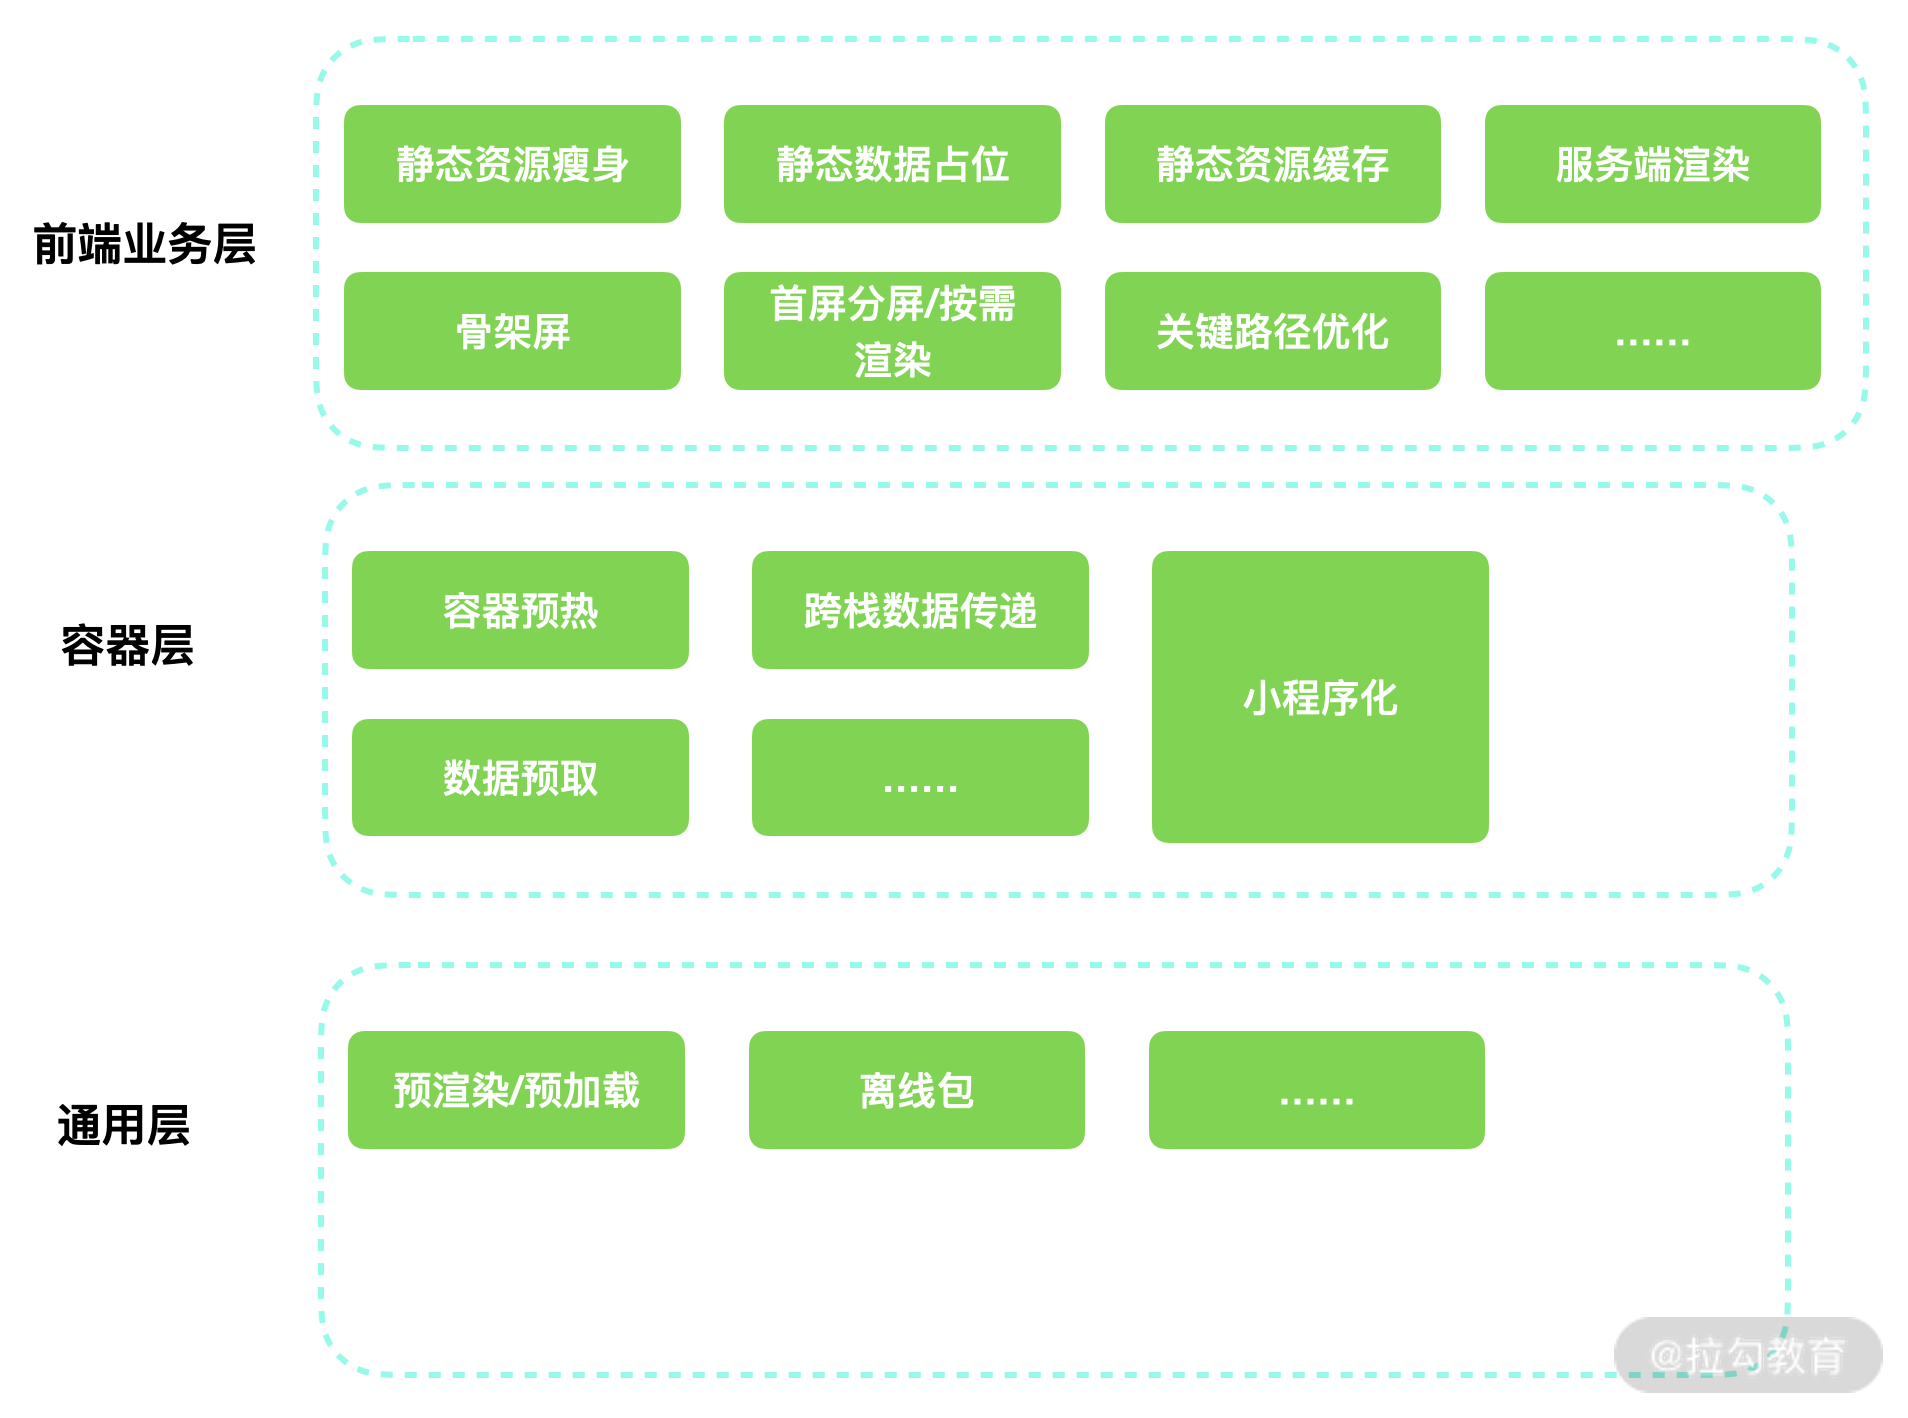 前端业务层
静态资源瘦身
静态数据占位
静态资源缓存
服务端渲染
骨架屏
首屏分屏/按需
渲染
关键路径优化
......
容器层
容器预热
跨栈数据传递
小程序化
数据预取
......
通用层
预渲染/预加载
离线包
......
@拉勾教育